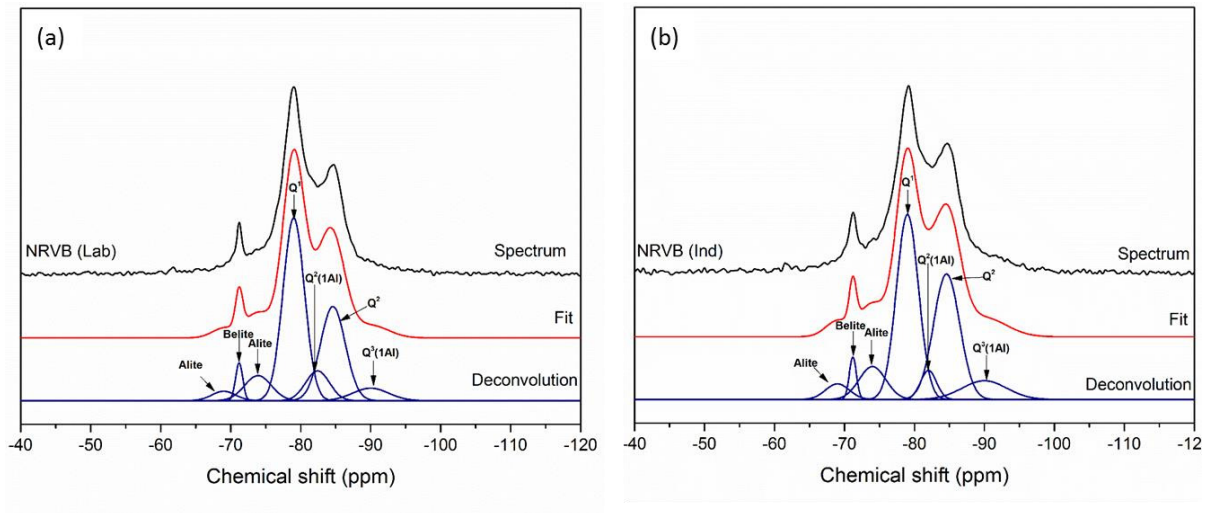 (a)
Q¹
NRVB (Lab)
Spectrum
Q²(1Al)
Q²
Fit
Belite
Alite
Alite
Q³(1Al)
Deconvolution
-40 -50 -60 -70 -80 -90 -100 -110 -120
Chemical shift (ppm)
(b)
Q¹
NRVB (Ind)
Spectrum
Q²(1Al)
Q²
Fit
Belite
Alite
Alite
Q³(1Al)
Deconvolution
-40 -50 -60 -70 -80 -90 -100 -110 -12
Chemical shift (ppm)